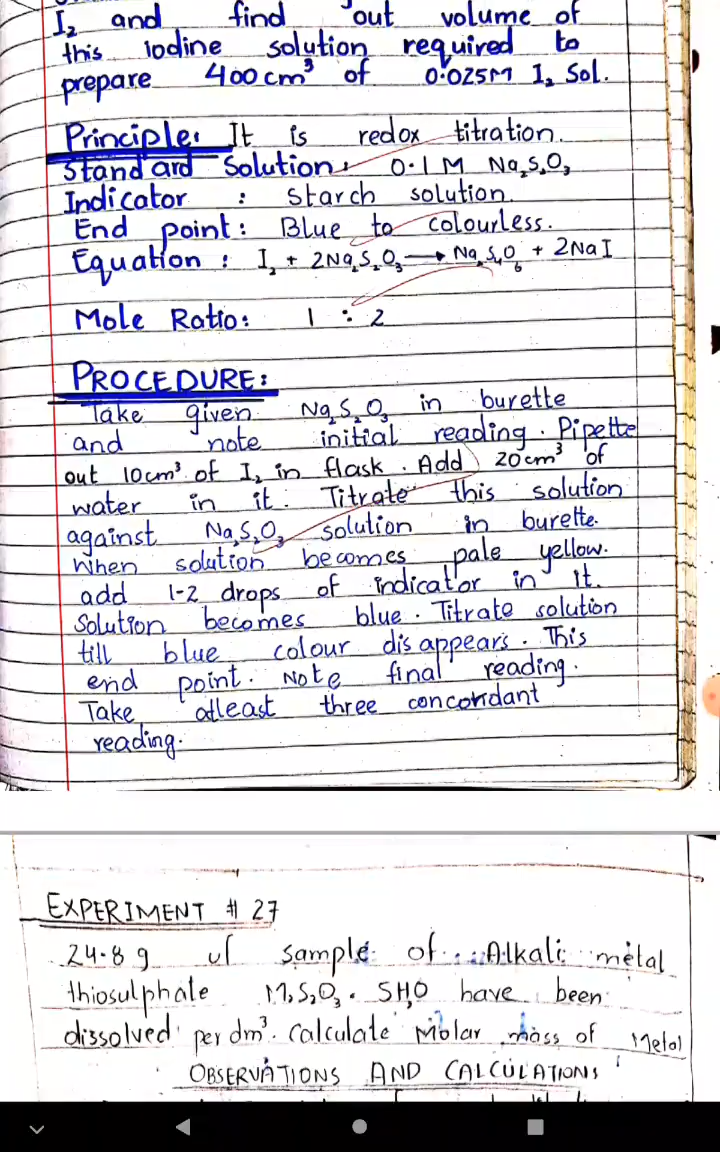 I₂ and find out volume of
this iodine solution required to
prepare 400 cm³ of 0.025M I₂ Sol.
Principle: It is redox titration.
Standard Solution: 0.1 M Na₂S₂O₃
Indicator : Starch solution.
End point: Blue to colourless.
Equation : I₂ + 2Na₂S₂O₃ → Na₂S₄O₆ + 2NaI
Mole Ratio: 1 : 2
PROCEDURE:
Take given Na₂S₂O₃ in burette
and note initial reading. Pipette
out 10cm³ of I₂ in flask. Add 20cm³ of
water in it. Titrate this solution
against Na₂S₂O₃ solution in burette.
When solution becomes pale yellow.
add 1-2 drops of indicator in it.
Solution becomes blue. Titrate solution
till blue colour disappears. This
end point. Note final reading.
Take atleast three concordant
reading.
EXPERIMENT # 27
24.8 g of sample of Alkali metal
thiosulphate M₂S₂O₃. 5H₂O have been
dissolved per dm³. Calculate Molar mass of Metal
OBSERVATIONS AND CALCULATIONS